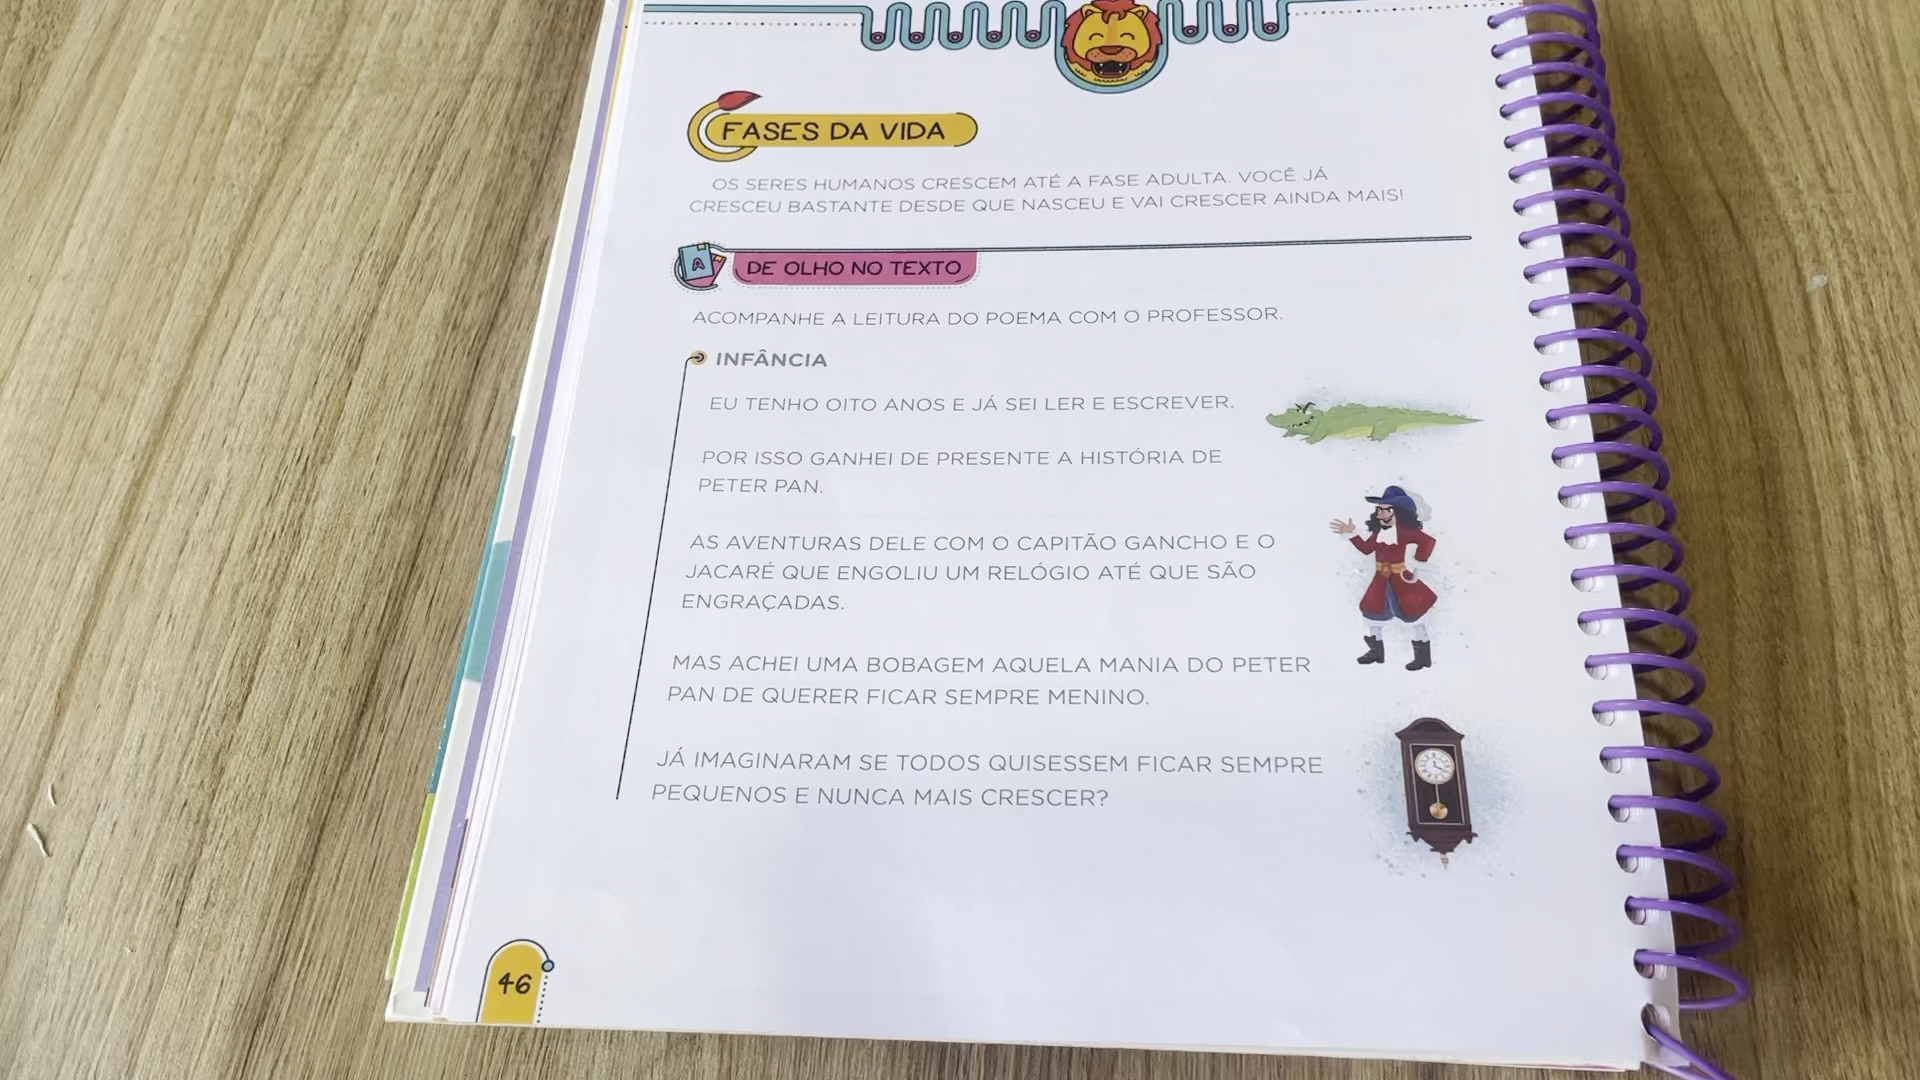 FASES DA VIDA
OS SERES HUMANOS CRESCEM ATÉ A FASE ADULTA. VOCÊ JÁ
CRESCEU BASTANTE DESDE QUE NASCEU E VAI CRESCER AINDA MAIS!
A
DE OLHO NO TEXTO
ACOMPANHE A LEITURA DO POEMA COM O PROFESSOR.
INFÂNCIA
EU TENHO OITO ANOS E JÁ SEI LER E ESCREVER.
POR ISSO GANHEI DE PRESENTE A HISTÓRIA DE
PETER PAN.
AS AVENTURAS DELE COM O CAPITÃO GANCHO E O
JACARÉ QUE ENGOLIU UM RELÓGIO ATÉ QUE SÃO
ENGRAÇADAS.
MAS ACHEI UMA BOBAGEM AQUELA MANIA DO PETER
PAN DE QUERER FICAR SEMPRE MENINO.
JÁ IMAGINARAM SE TODOS QUISESSEM FICAR SEMPRE
PEQUENOS E NUNCA MAIS CRESCER?
46